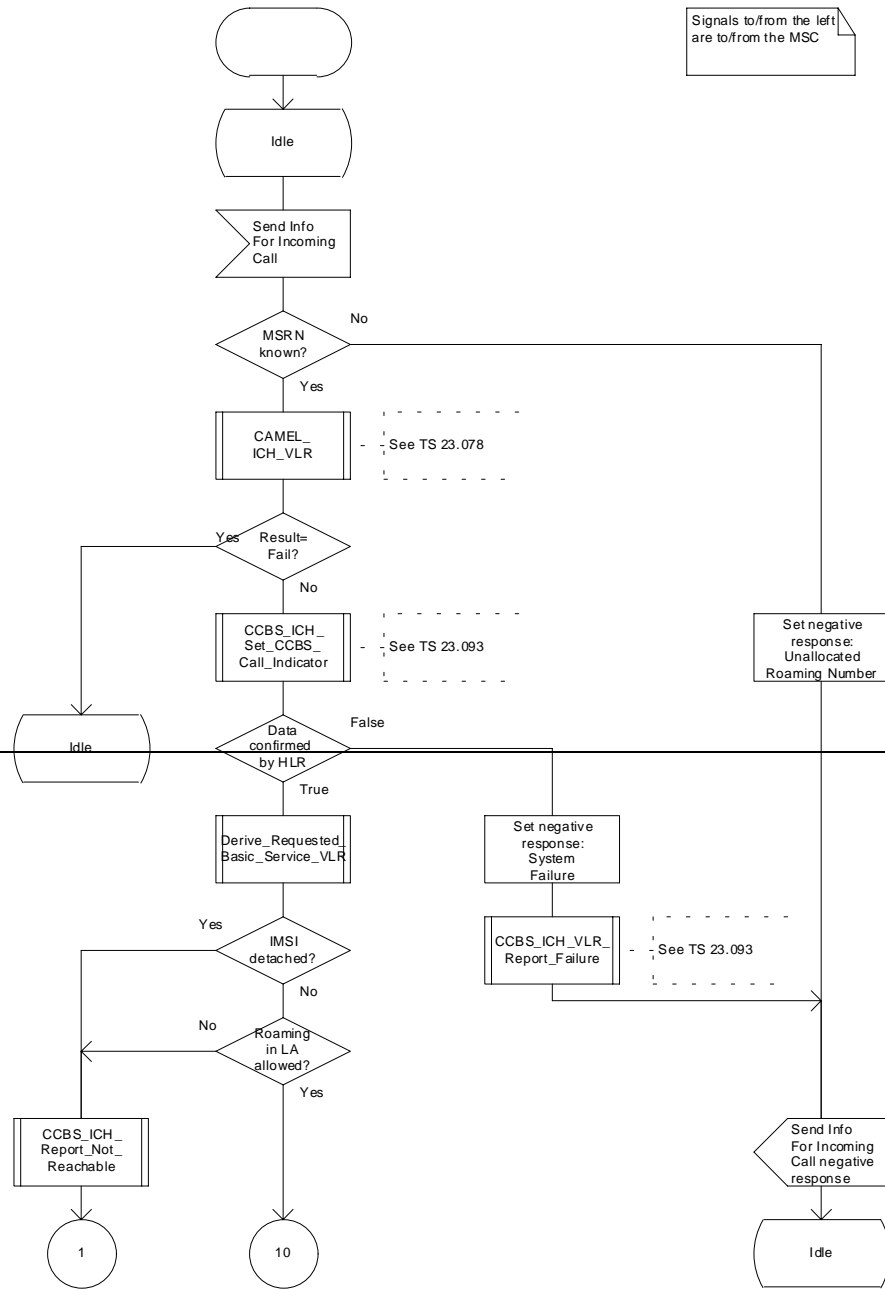 Signals to/from the left
are to/from the MSC
Idle
Send Info
For Incoming
Call
No
MSRN
known?
Yes
CAMEL_
ICH_VLR
See TS 23.078
Yes
Result=
Fail?
No
CCBS_ICH_
Set_CCBS_
Call_Indicator
See TS 23.093
Set negative
response:
Unallocated
Roaming Number
False
Idle
Data
confirmed
by HLR
True
Derive_Requested_
Basic_Service_VLR
Set negative
response:
System
Failure
Yes
IMSI
detached?
CCBS_ICH_VLR_
Report_Failure
See TS 23.093
No
No
Roaming
in LA
allowed?
Yes
CCBS_ICH_
Report_Not_
Reachable
Send Info
For Incoming
Call negative
response
1
10
Idle